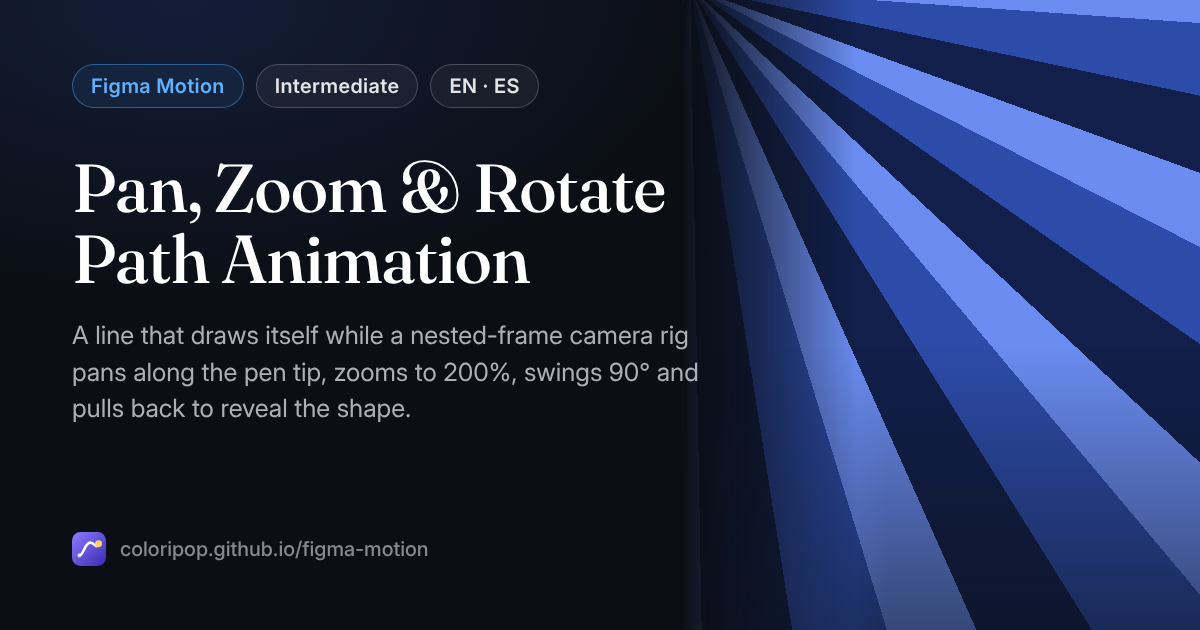 Figma Motion
Intermediate
EN · ES
Pan, Zoom & Rotate
Path Animation
A line that draws itself while a nested-frame camera rig
pans along the pen tip, zooms to 200%, swings 90° and
pulls back to reveal the shape.
coloripop.github.io/figma-motion